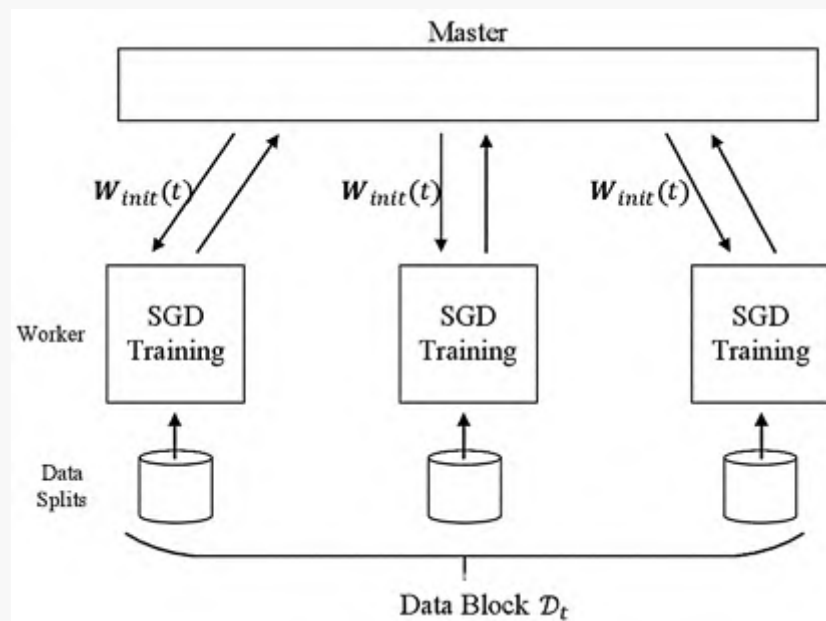 Master
W_init(t) W_init(t) W_init(t)
Worker
SGD Training
SGD Training
SGD Training
Data Splits
Data Block 𝒟_t